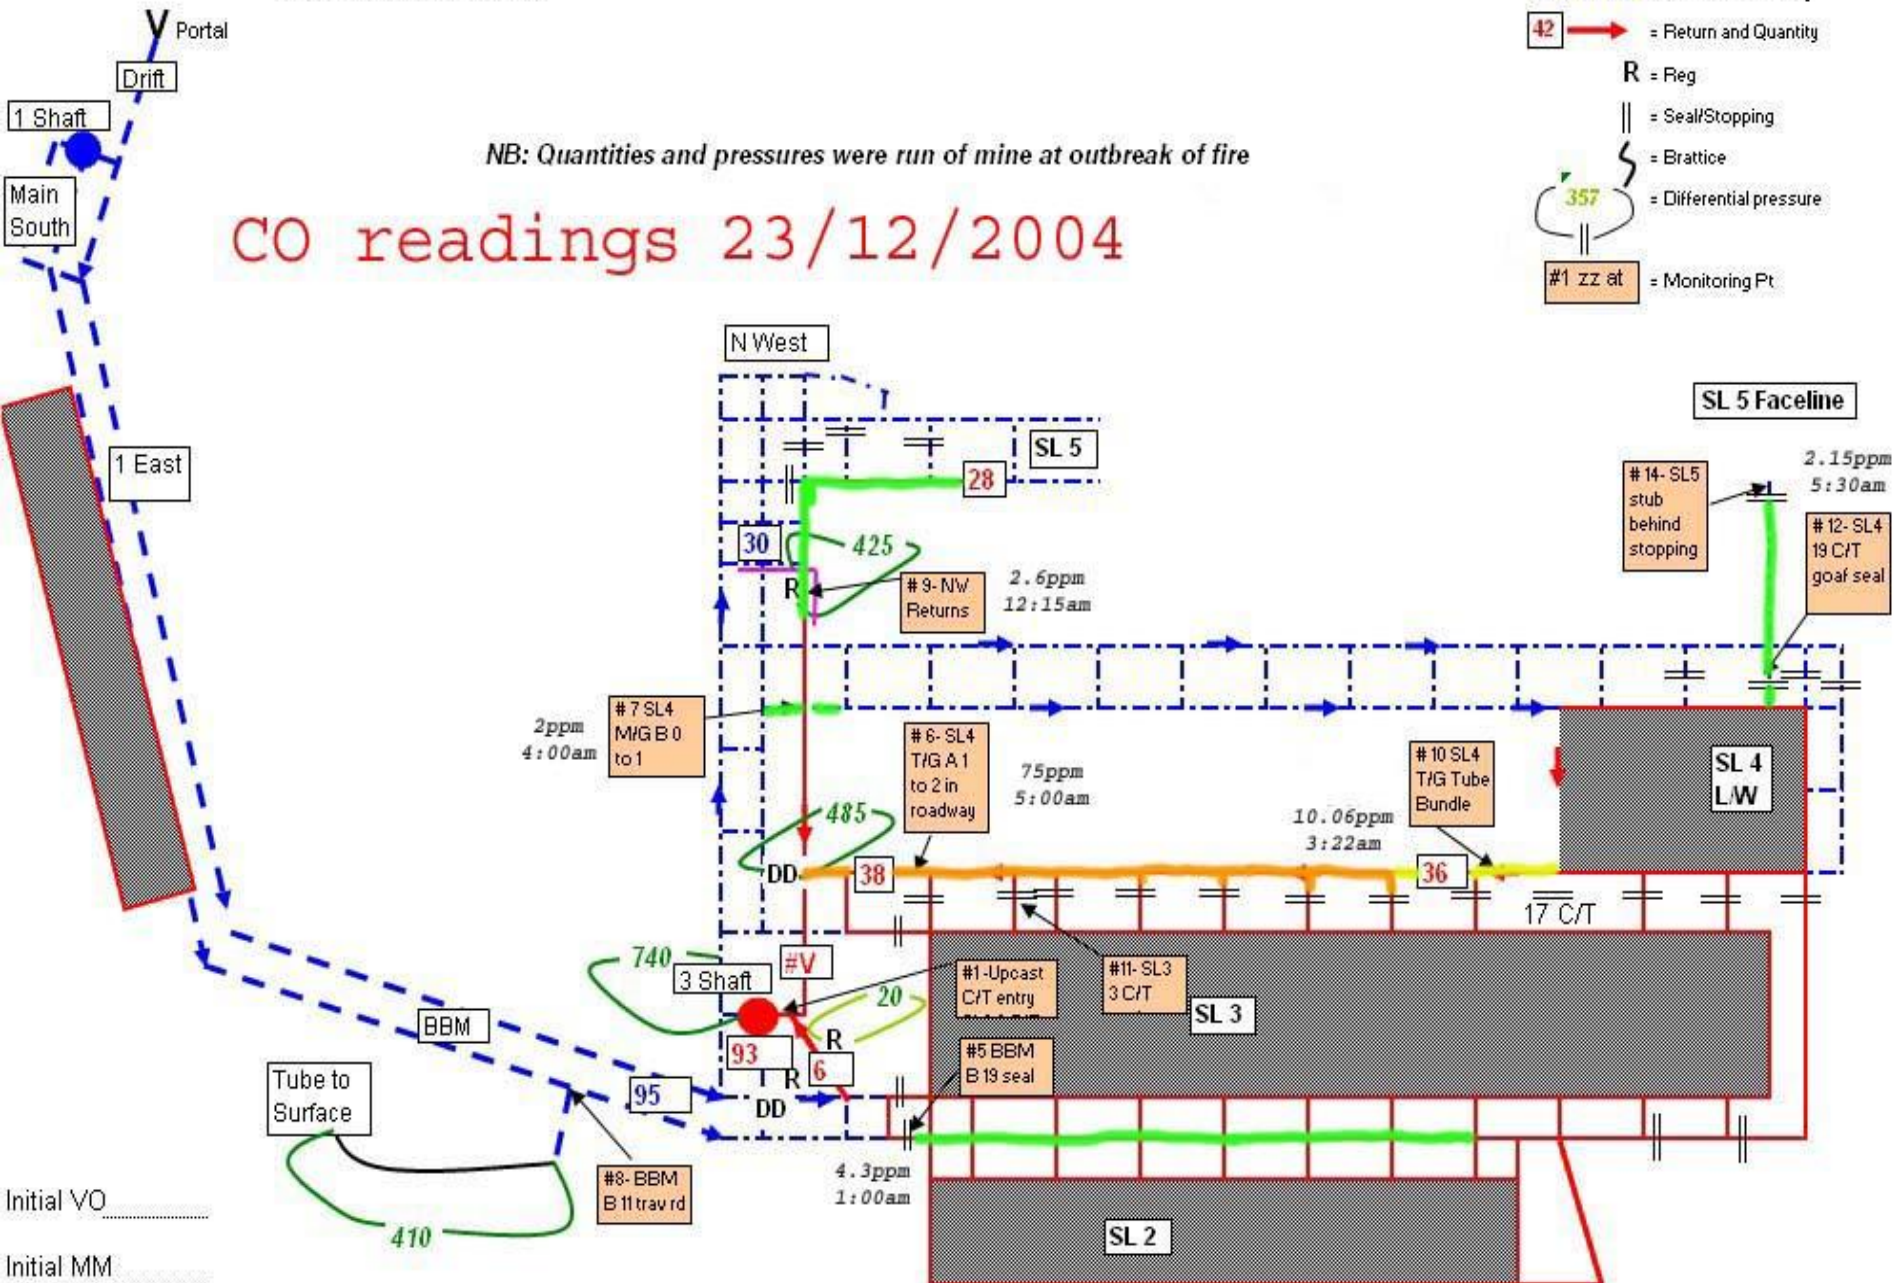 V Portal
Drift
1 Shaft
Main
South
42
= Return and Quantity
R = Reg
= Seal/Stopping
= Brattice
357
= Differential pressure
#1 zz at
= Monitoring Pt
NB: Quantities and pressures were run of mine at outbreak of fire
CO readings 23/12/2004
N West
SL 5 Faceline
1 East
SL 5
28
30
425
R
# 9- NW
Returns
2.6ppm
12:15am
# 14- SL5
stub
behind
stopping
2.15ppm
5:30am
# 12- SL4
19 C/T
goaf seal
2ppm
4:00am
# 7 SL4
M/G B 0
to 1
# 6- SL4
T/G A 1
to 2 in
roadway
75ppm
5:00am
# 10 SL4
T/G Tube
Bundle
10.06ppm
3:22am
SL 4
L/W
485
DD
38
36
17 C/T
740
3 Shaft
#V
#1-Upcast
C/T entry
#11- SL3
3 C/T
SL 3
20
R
93
6
R
#5 BBM
B 19 seal
BBM
95
DD
Tube to
Surface
#8- BBM
B 11 trav rd
4.3ppm
1:00am
410
SL 2
Initial VO
Initial MM